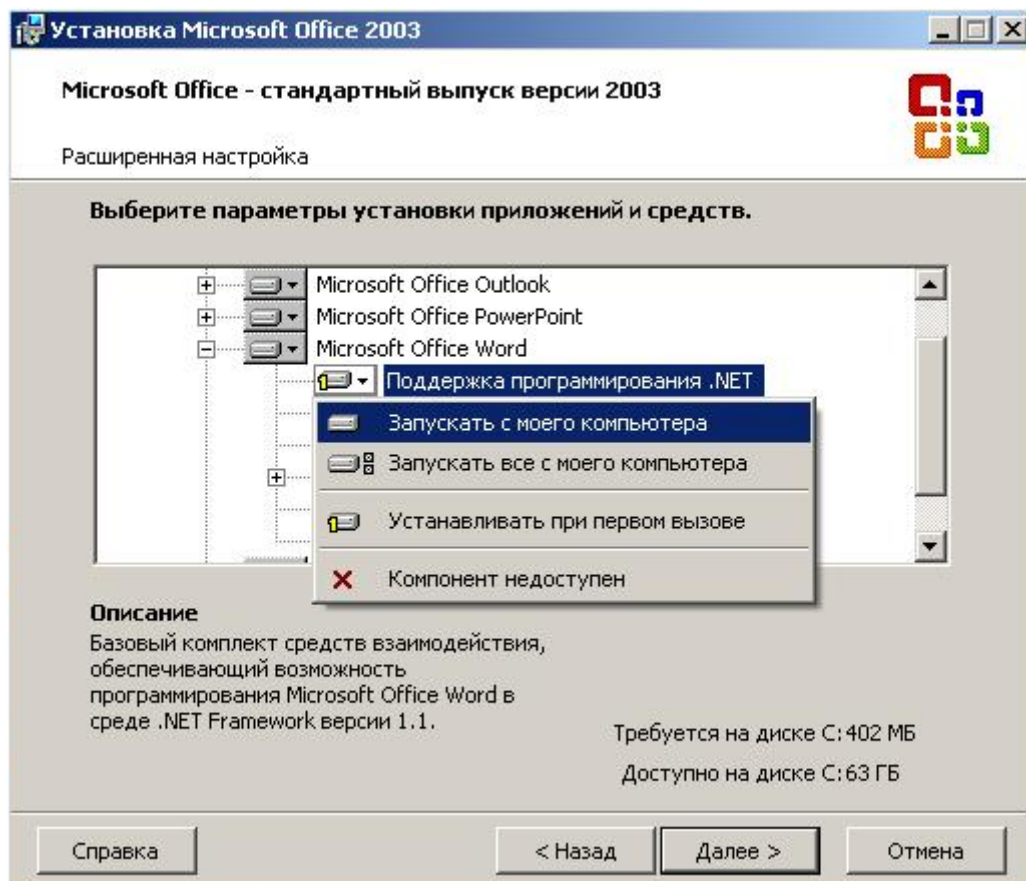 Установка Microsoft Office 2003
Microsoft Office - стандартный выпуск версии 2003
Расширенная настройка
Выберите параметры установки приложений и средств.
Microsoft Office Outlook
Microsoft Office PowerPoint
Microsoft Office Word
Поддержка программирования .NET
Запускать с моего компьютера
Запускать все с моего компьютера
Устанавливать при первом вызове
Компонент недоступен
Описание
Базовый комплект средств взаимодействия,
обеспечивающий возможность
программирования Microsoft Office Word в
среде .NET Framework версии 1.1.
Требуется на диске C: 402 МБ
Доступно на диске C: 63 ГБ
Справка
< Назад
Далее >
Отмена